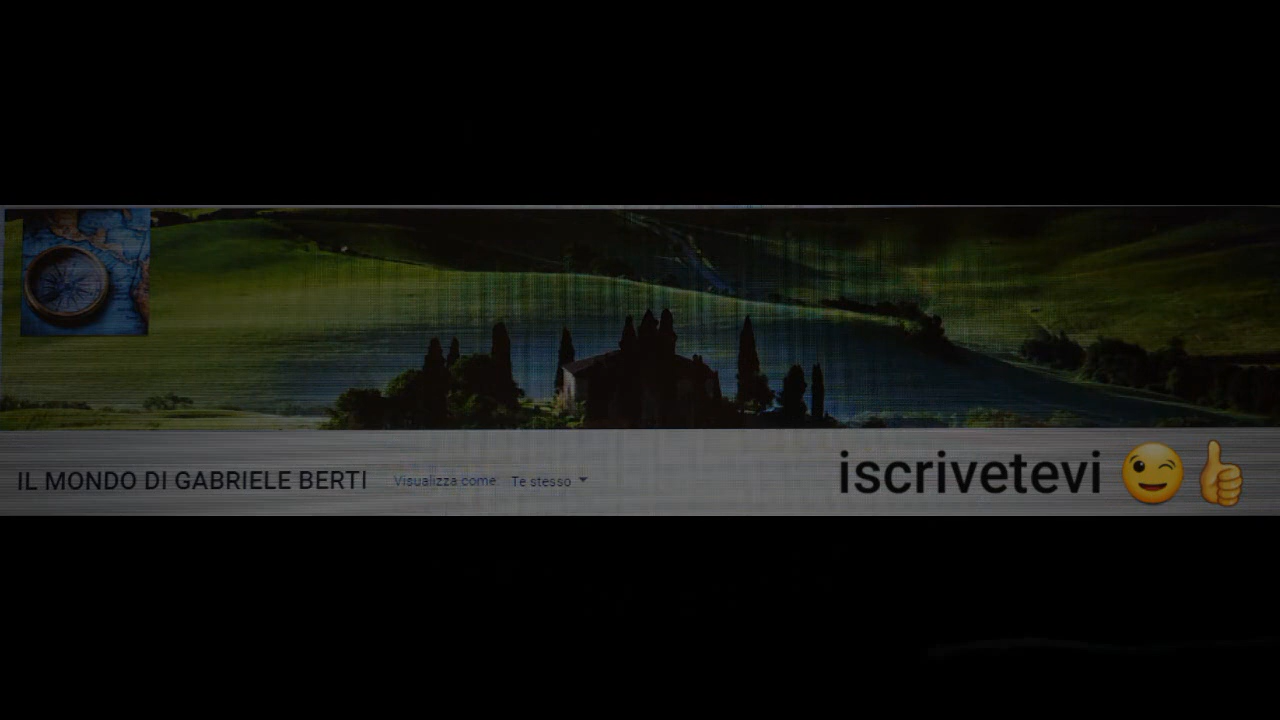 IL MONDO DI GABRIELE BERTI Visualizza come: Te stesso iscrivetevi 😉👍